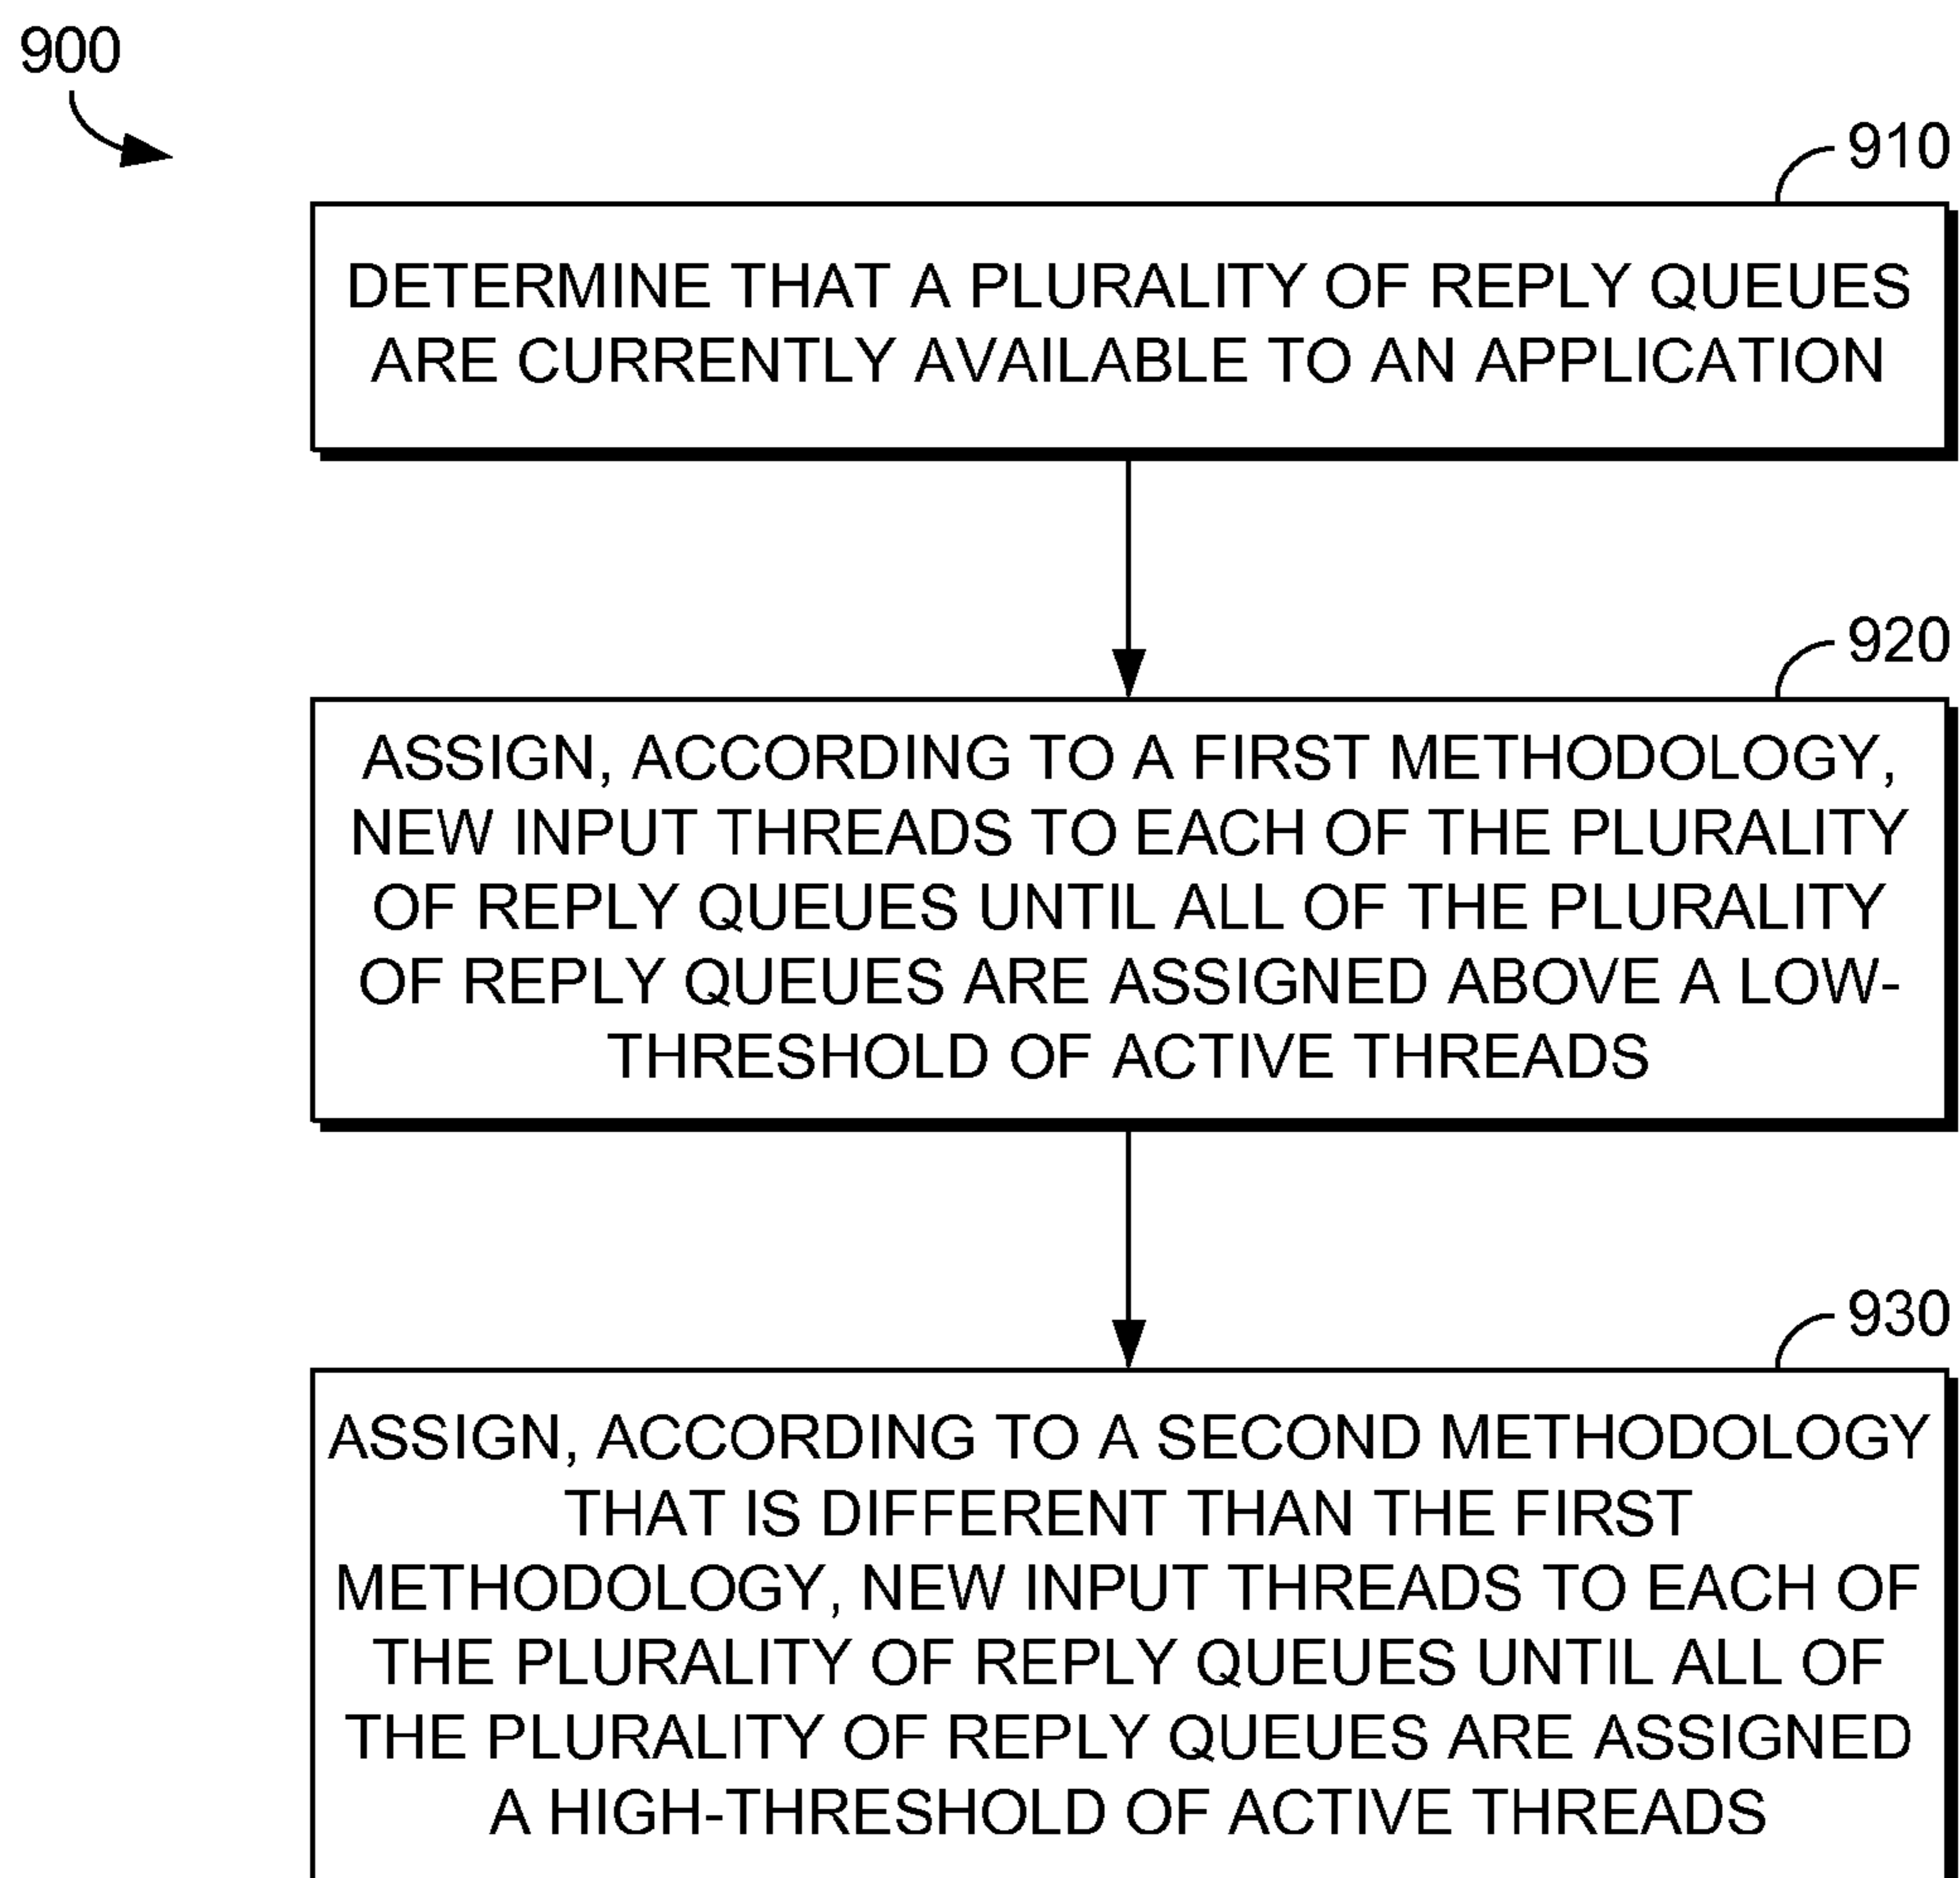 900
910
DETERMINE THAT A PLURALITY OF REPLY QUEUES
ARE CURRENTLY AVAILABLE TO AN APPLICATION
920
ASSIGN, ACCORDING TO A FIRST METHODOLOGY,
NEW INPUT THREADS TO EACH OF THE PLURALITY
OF REPLY QUEUES UNTIL ALL OF THE PLURALITY
OF REPLY QUEUES ARE ASSIGNED ABOVE A LOW-
THRESHOLD OF ACTIVE THREADS
930
ASSIGN, ACCORDING TO A SECOND METHODOLOGY
THAT IS DIFFERENT THAN THE FIRST
METHODOLOGY, NEW INPUT THREADS TO EACH OF
THE PLURALITY OF REPLY QUEUES UNTIL ALL OF
THE PLURALITY OF REPLY QUEUES ARE ASSIGNED
A HIGH-THRESHOLD OF ACTIVE THREADS